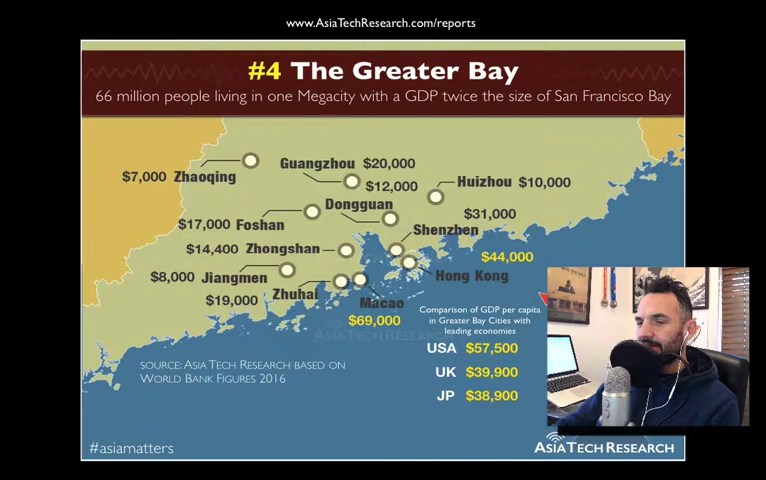 www.AsiaTechResearch.com/reports
#4 The Greater Bay
66 million people living in one Megacity with a GDP twice the size of San Francisco Bay
Guangzhou $20,000
$7,000 Zhaoqing
$12,000
Huizhou $10,000
Dongguan
$31,000
$17,000 Foshan
Shenzhen
$14,400 Zhongshan
$44,000
$8,000 Jiangmen
Hong Kong
$19,000 Zhuhai
Macao
$69,000
Comparison of GDP per capita
in Greater Bay Cities with
leading economies
ASIATECHRESEARCH
USA $57,500
SOURCE: ASIA TECH RESEARCH BASED ON
WORLD BANK FIGURES 2016
UK $39,900
JP $38,900
#asiamatters
ASIATECHRESEARCH